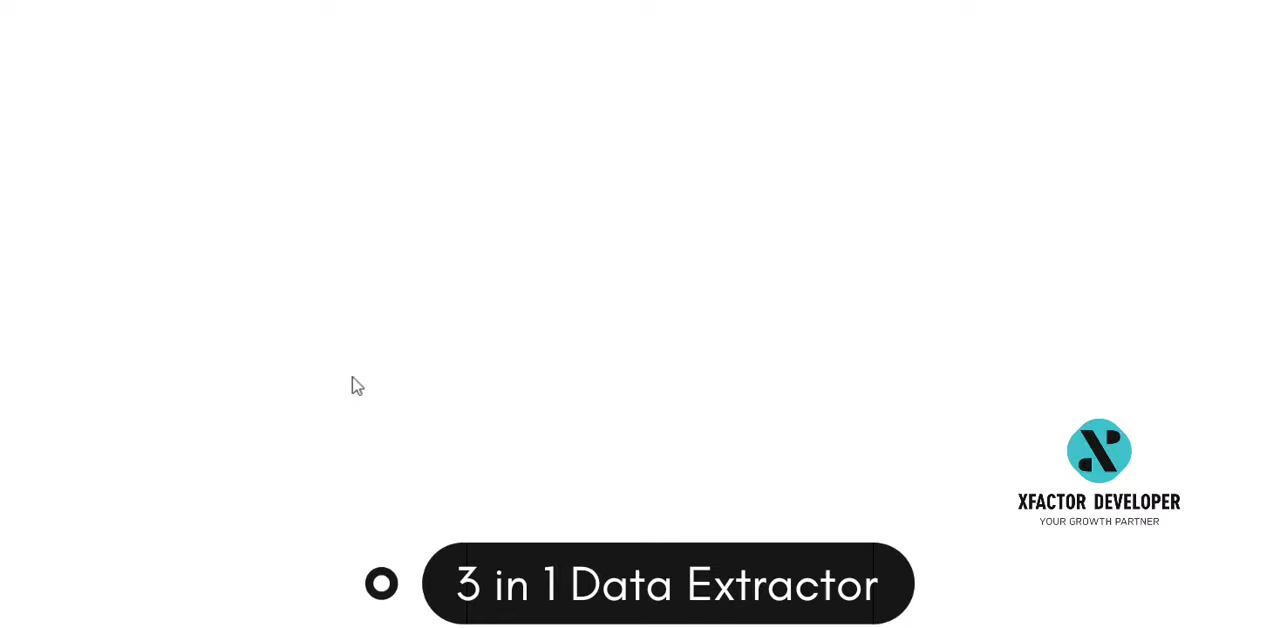 XFACTOR DEVELOPER
YOUR GROWTH PARTNER
3 in 1 Data Extractor